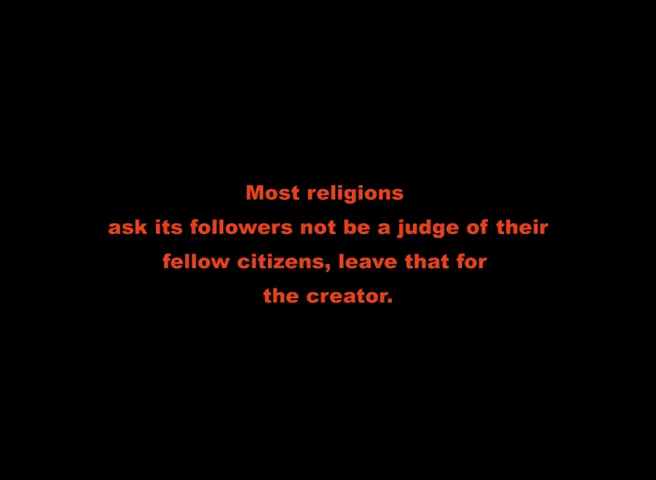 Most religions
ask its followers not be a judge of their
fellow citizens, leave that for
the creator.